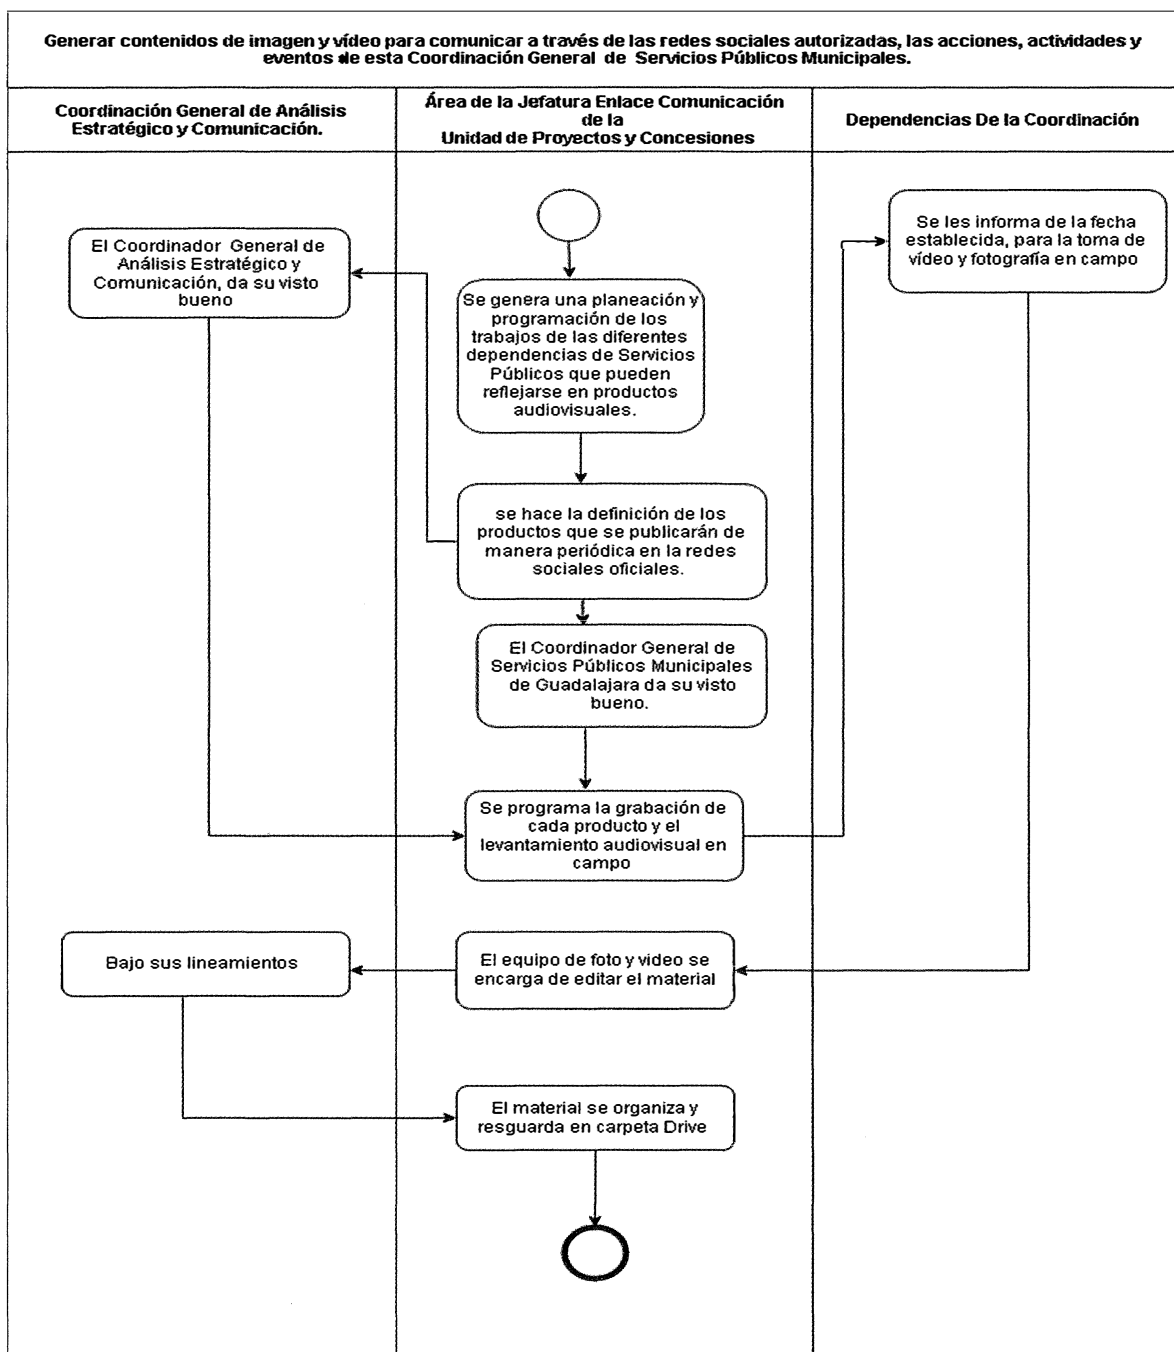 Generar contenidos de imagen y vídeo para comunicar a través de las redes sociales autorizadas, las acciones, actividades y
eventos de esta Coordinación General de Servicios Públicos Municipales.
Coordinación General de Análisis
Estratégico y Comunicación.
Área de la Jefatura Enlace Comunicación
de la
Unidad de Proyectos y Concesiones
Dependencias De la Coordinación
El Coordinador General de
Análisis Estratégico y
Comunicación, da su visto
bueno
Se les informa de la fecha
establecida, para la toma de
vídeo y fotografía en campo
Se genera una planeación y
programación de los
trabajos de las diferentes
dependencias de Servicios
Públicos que pueden
reflejarse en productos
audiovisuales.
se hace la definición de los
productos que se publicarán de
manera periódica en la redes
sociales oficiales.
El Coordinador General de
Servicios Públicos Municipales
de Guadalajara da su visto
bueno.
Se programa la grabación de
cada producto y el
levantamiento audiovisual en
campo
Bajo sus lineamientos
El equipo de foto y video se
encarga de editar el material
El material se organiza y
resguarda en carpeta Drive